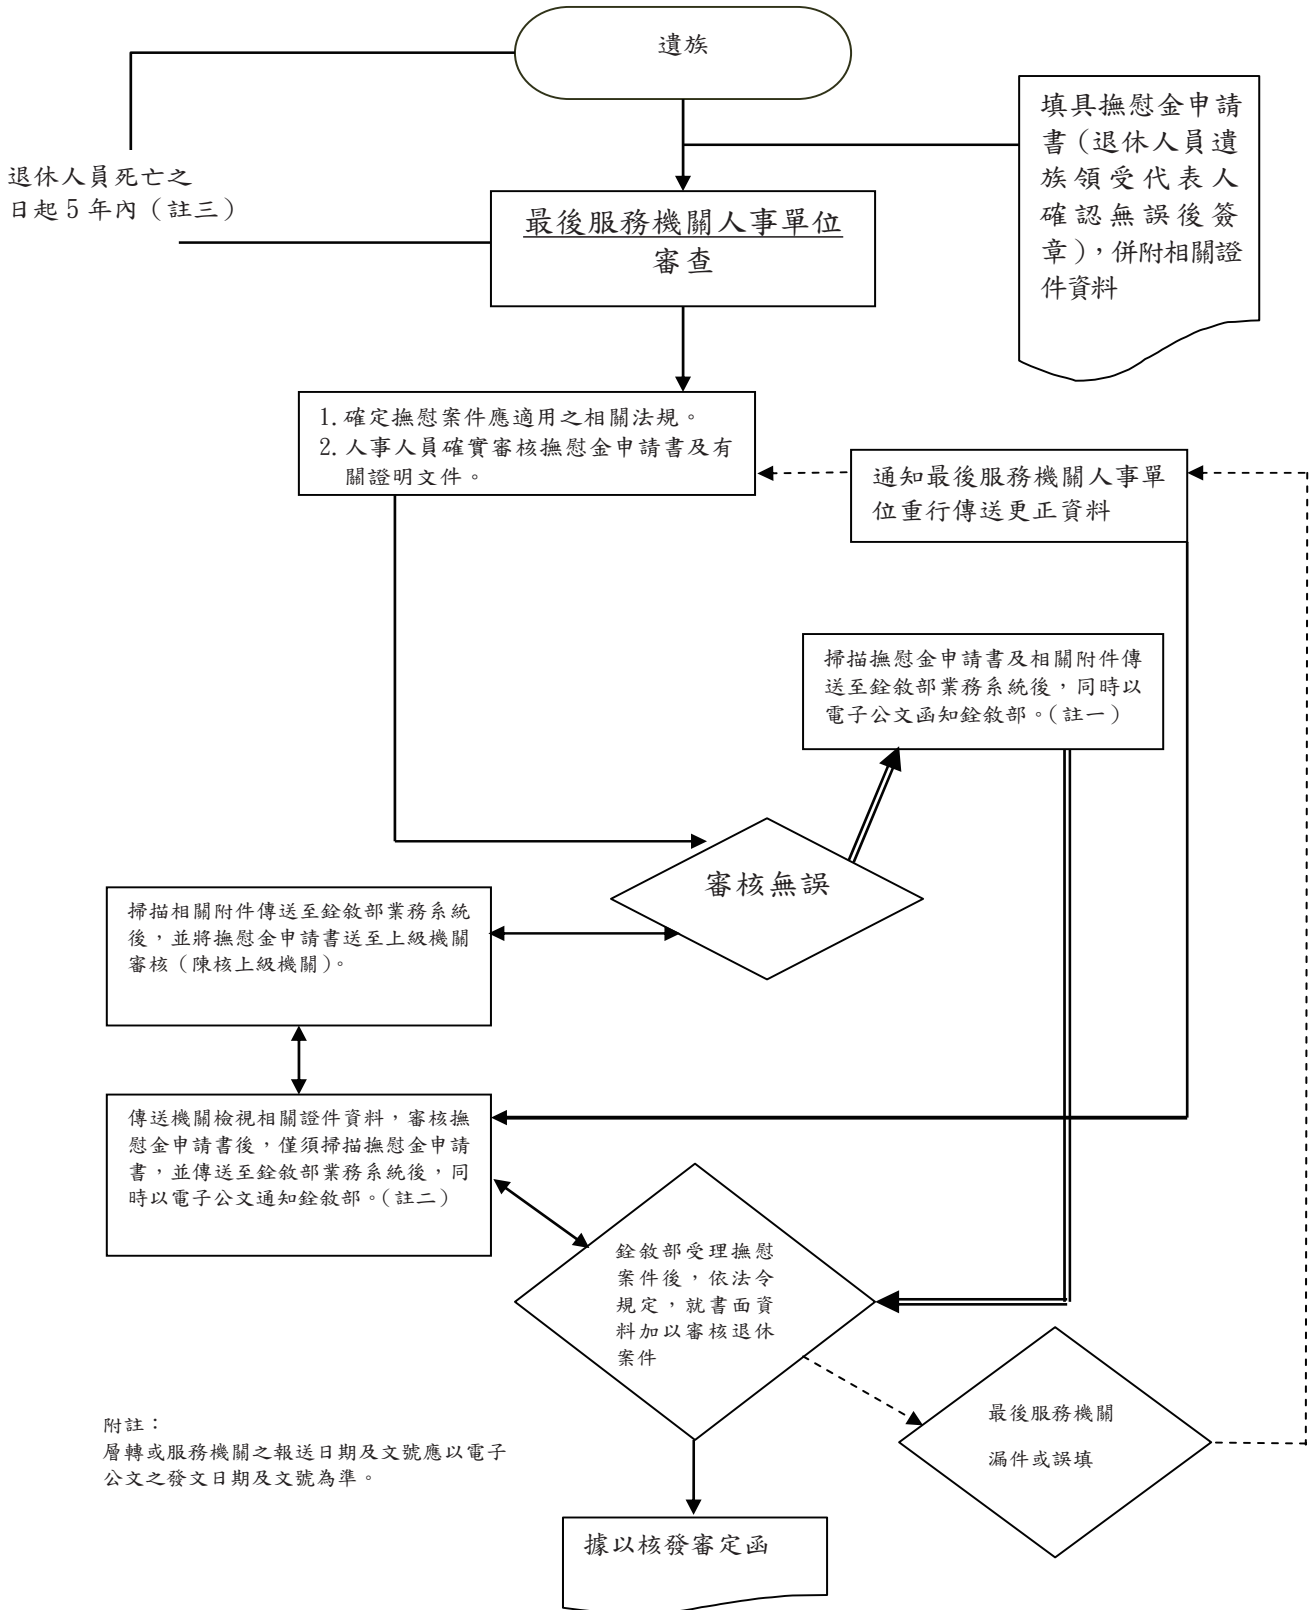 遺族
填具撫慰金申請
書(退休人員遺
族領受代表人
確認無誤後簽
章),併附相關證
件資料
退休人員死亡之
日起5年內(註三)
最後服務機關人事單位
審查
1.確定撫慰案件應適用之相關法規。
2.人事人員確實審核撫慰金申請書及有
關證明文件。
通知最後服務機關人事單
位重行傳送更正資料
掃描撫慰金申請書及相關附件傳
送至銓敘部業務系統後,同時以
電子公文函知銓敘部。(註一)
審核無誤
掃描相關附件傳送至銓敘部業務系統
後,並將撫慰金申請書送至上級機關
審核(陳核上級機關)。
傳送機關檢視相關證件資料,審核撫
慰金申請書後,僅須掃描撫慰金申請
書,並傳送至銓敘部業務系統後,同
時以電子公文通知銓敘部。(註二)
銓敘部受理撫慰
案件後,依法令
規定,就書面資
料加以審核退休
案件
最後服務機關
漏件或誤填
附註:
層轉或服務機關之報送日期及文號應以電子
公文之發文日期及文號為準。
據以核發審定函